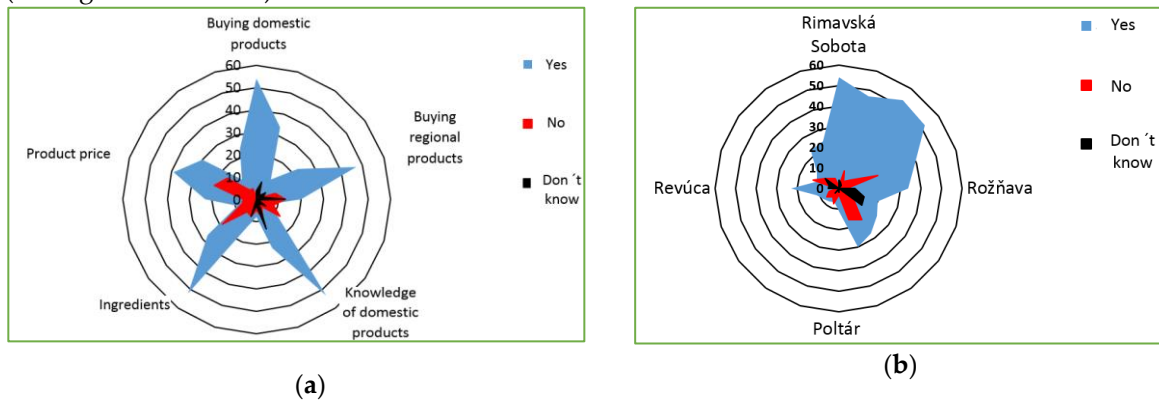 Buying domestic
products
60
50
40
30
20
10
0
Yes
No
Don ´t
know
Buying
regional
products
Product price
Ingredients
Knowledge
of domestic
products
(a)
Rimavská
Sobota
60
50
40
30
20
10
0
Yes
No
Don ´t
know
Revúca
Rožňava
Poltár
(b)